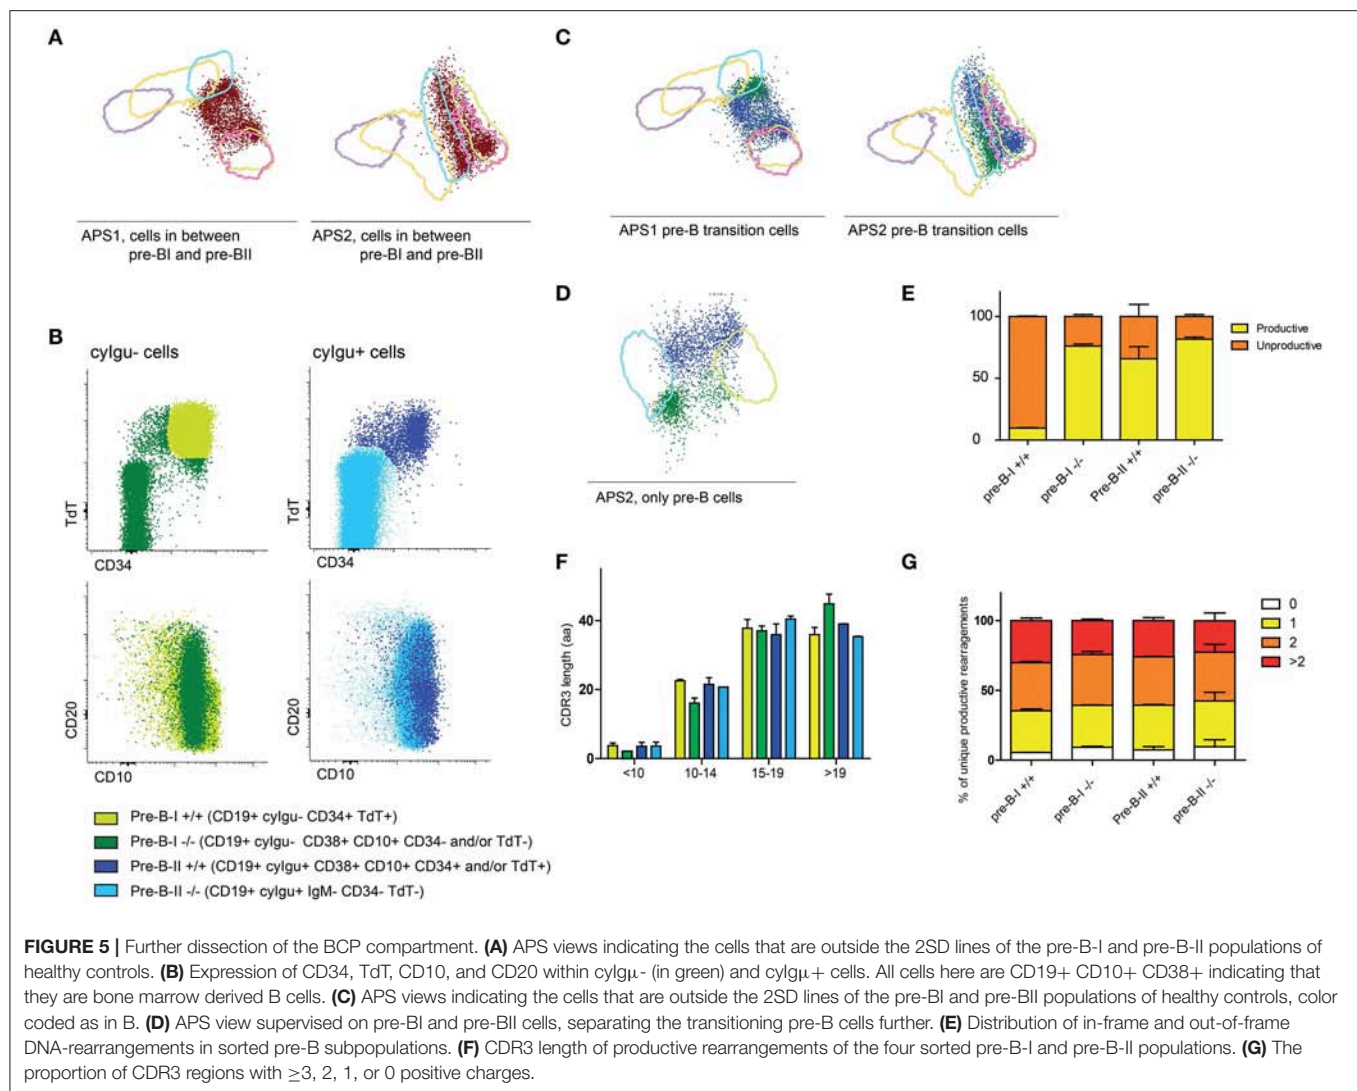 A
APS1, cells in between
pre-BI and pre-BII
APS2, cells in between
pre-BI and pre-BII
C
APS1 pre-B transition cells
APS2 pre-B transition cells
B
cylgu- cells
cylgu+ cells
TdT
CD34
TdT
CD34
CD20
CD10
CD20
CD10
Pre-B-I +/+ (CD19+ cylgu- CD34+ TdT+)
Pre-B-I -/- (CD19+ cylgu- CD38+ CD10+ CD34- and/or TdT-)
Pre-B-II +/+ (CD19+ cylgu+ CD38+ CD10+ CD34+ and/or TdT+)
Pre-B-II -/- (CD19+ cylgu+ IgM- CD34- TdT-)
D
APS2, only pre-B cells
E
100
50
0
pre-B-I +/+
pre-B-I -/-
Pre-B-II +/+
pre-B-II -/-
Productive
Unproductive
F
CDR3 length (aa)
40
20
0
<10
10-14
15-19
>19
G
% of unique productive rearragements
100
50
0
pre-B-I +/+
pre-B-I -/-
Pre-B-II +/+
pre-B-II -/-
0
1
2
>2
FIGURE 5 | Further dissection of the BCP compartment. (A) APS views indicating the cells that are outside the 2SD lines of the pre-B-I and pre-B-II populations of
healthy controls. (B) Expression of CD34, TdT, CD10, and CD20 within cylgμ- (in green) and cylgμ+ cells. All cells here are CD19+ CD10+ CD38+ indicating that
they are bone marrow derived B cells. (C) APS views indicating the cells that are outside the 2SD lines of the pre-BI and pre-BII populations of healthy controls, color
coded as in B. (D) APS view supervised on pre-BI and pre-BII cells, separating the transitioning pre-B cells further. (E) Distribution of in-frame and out-of-frame
DNA-rearrangements in sorted pre-B subpopulations. (F) CDR3 length of productive rearrangements of the four sorted pre-B-I and pre-B-II populations. (G) The
proportion of CDR3 regions with ≥3, 2, 1, or 0 positive charges.